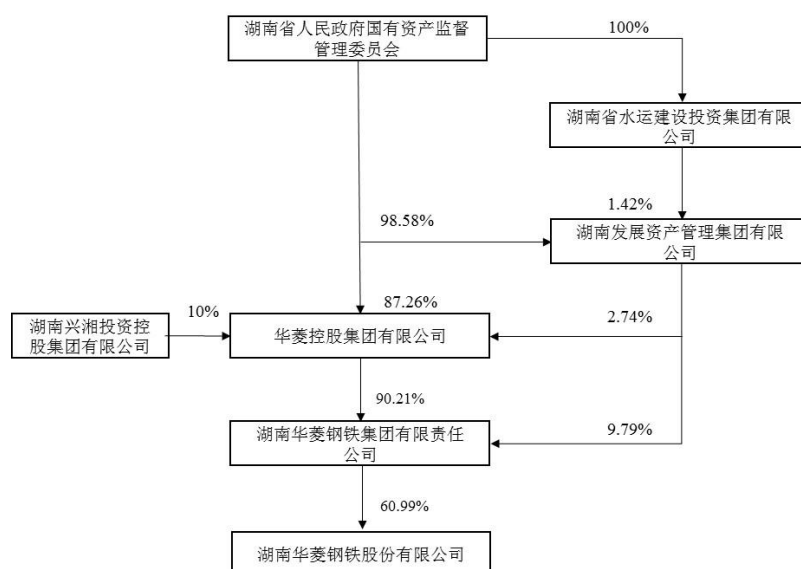 湖南省人民政府国有资产监督
管理委员会
100%
湖南省水运建设投资集团有限
公司
1.42%
98.58%
湖南发展资产管理集团有限
公司
87.26%
湖南兴湘投资控
股集团有限公司
10%
华菱控股集团有限公司
2.74%
90.21%
湖南华菱钢铁集团有限责任
公司
9.79%
60.99%
湖南华菱钢铁股份有限公司